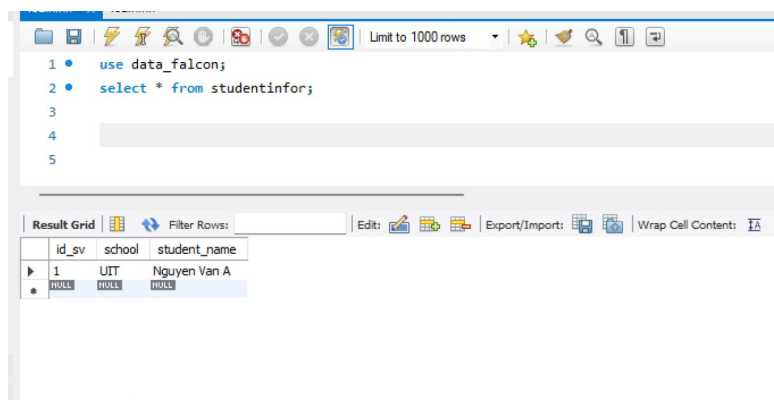 Limit to 1000 rows
1 use data_falcon;
2 select * from studentinfor;
3
4
5
Result Grid Filter Rows: Edit: Export/Import: Wrap Cell Content: IA
id_sv school student_name
1 UIT Nguyen Van A
NULL NULL NULL